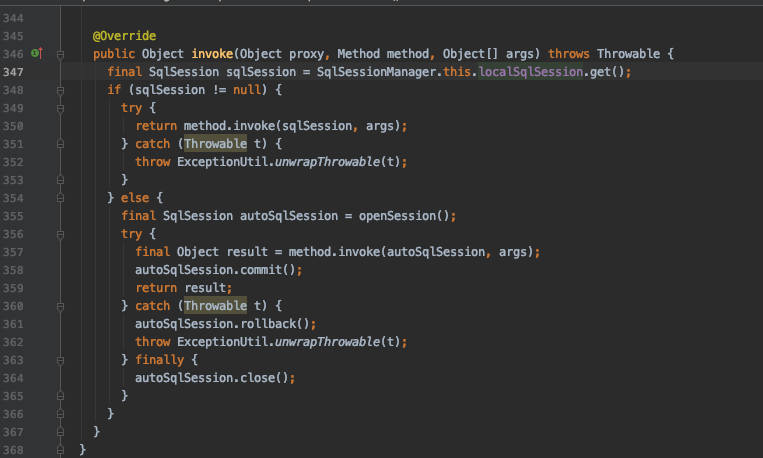 344
345 @Override
346 public Object invoke(Object proxy, Method method, Object[] args) throws Throwable {
347 final SqlSession sqlSession = SqlSessionManager.this.localSqlSession.get();
348 if (sqlSession != null) {
349 try {
350 return method.invoke(sqlSession, args);
351 } catch (Throwable t) {
352 throw ExceptionUtil.unwrapThrowable(t);
353 }
354 } else {
355 final SqlSession autoSqlSession = openSession();
356 try {
357 final Object result = method.invoke(autoSqlSession, args);
358 autoSqlSession.commit();
359 return result;
360 } catch (Throwable t) {
361 autoSqlSession.rollback();
362 throw ExceptionUtil.unwrapThrowable(t);
363 } finally {
364 autoSqlSession.close();
365 }
366 }
367 }
368 }